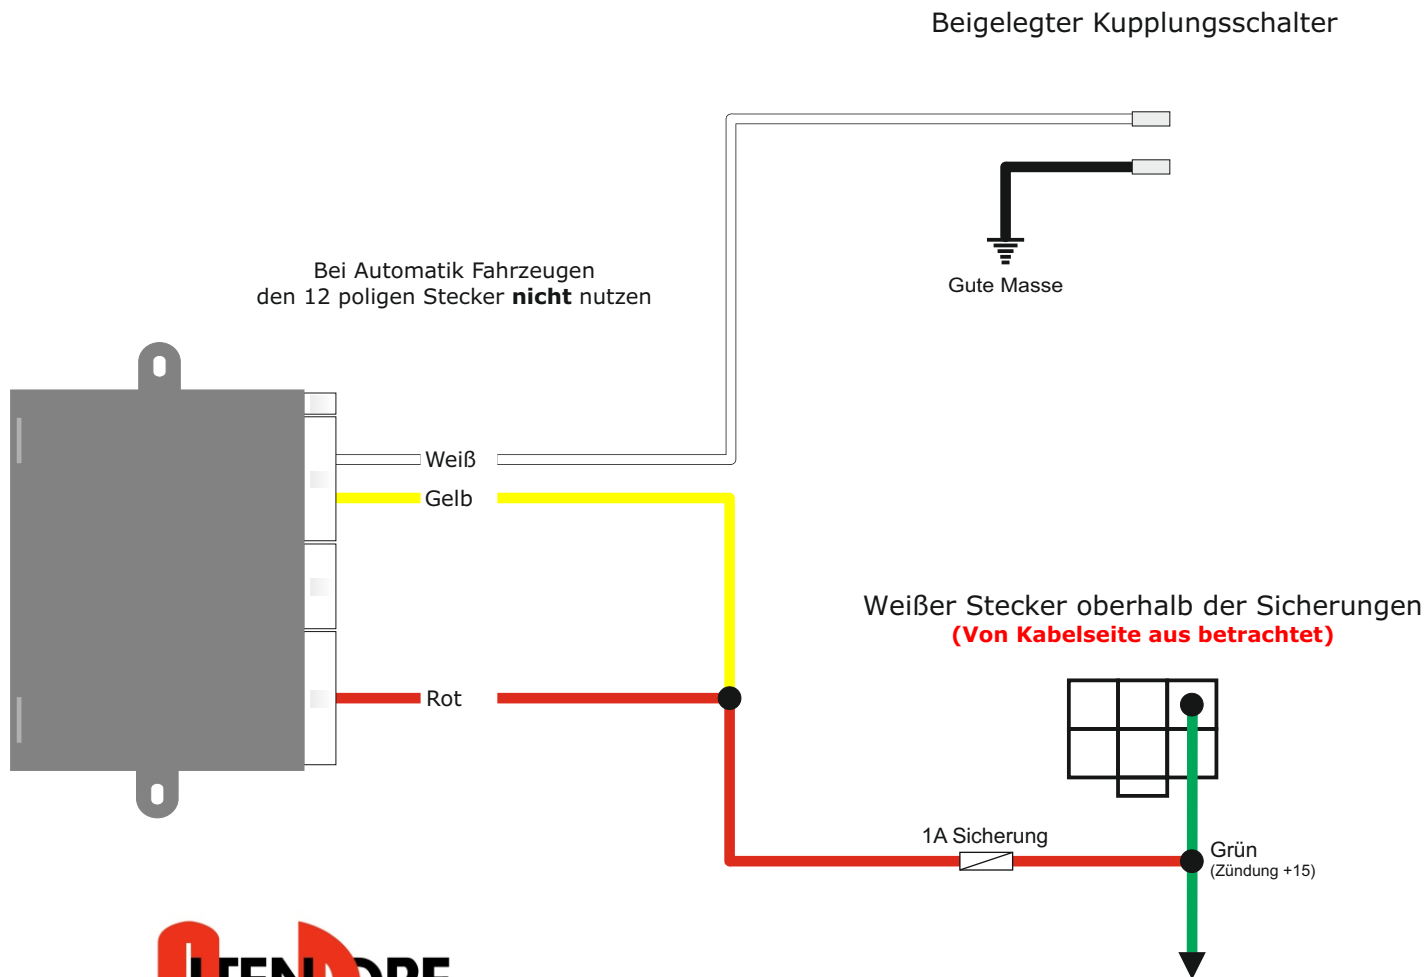 Beigelegter Kupplungsschalter
Gute Masse
Bei Automatik Fahrzeugen
den 12 poligen Stecker nicht nutzen
Weiß
Gelb
Rot
Weißer Stecker oberhalb der Sicherungen
(Von Kabelseite aus betrachtet)
1A Sicherung
Grün
(Zündung +15)